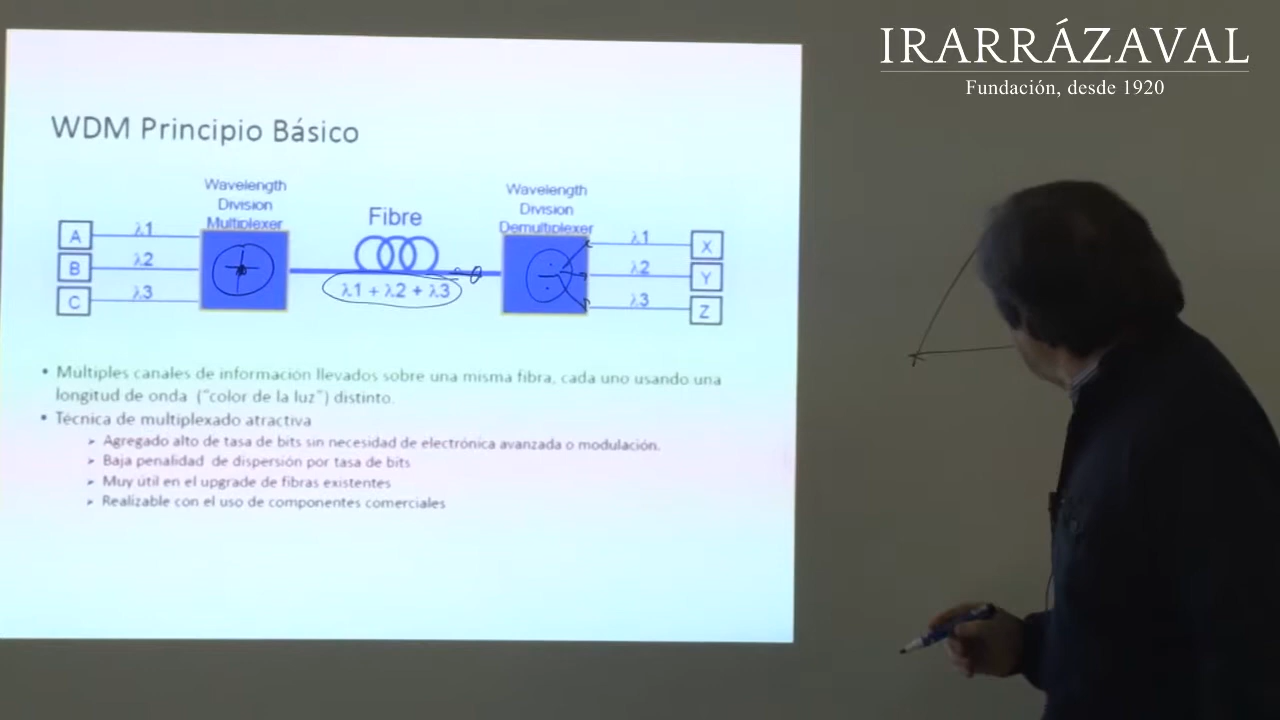 IRARRÁZAVAL
Fundación, desde 1920
WDM Principio Básico
Wavelength
Division
Multiplexer
Wavelength
Division
Demultiplexer
Fibre
A λ1
B λ2
C λ3
λ1 + λ2 + λ3
λ1 X
λ2 Y
λ3 Z
• Multiples canales de información llevados sobre una misma fibra, cada uno usando una
longitud de onda ("color de la luz") distinto.
• Técnica de multiplexado atractiva
➢ Agregado alto de tasa de bits sin necesidad de electrónica avanzada o modulación.
➢ Baja penalidad de dispersión por tasa de bits
➢ Muy útil en el upgrade de fibras existentes
➢ Realizable con el uso de componentes comerciales